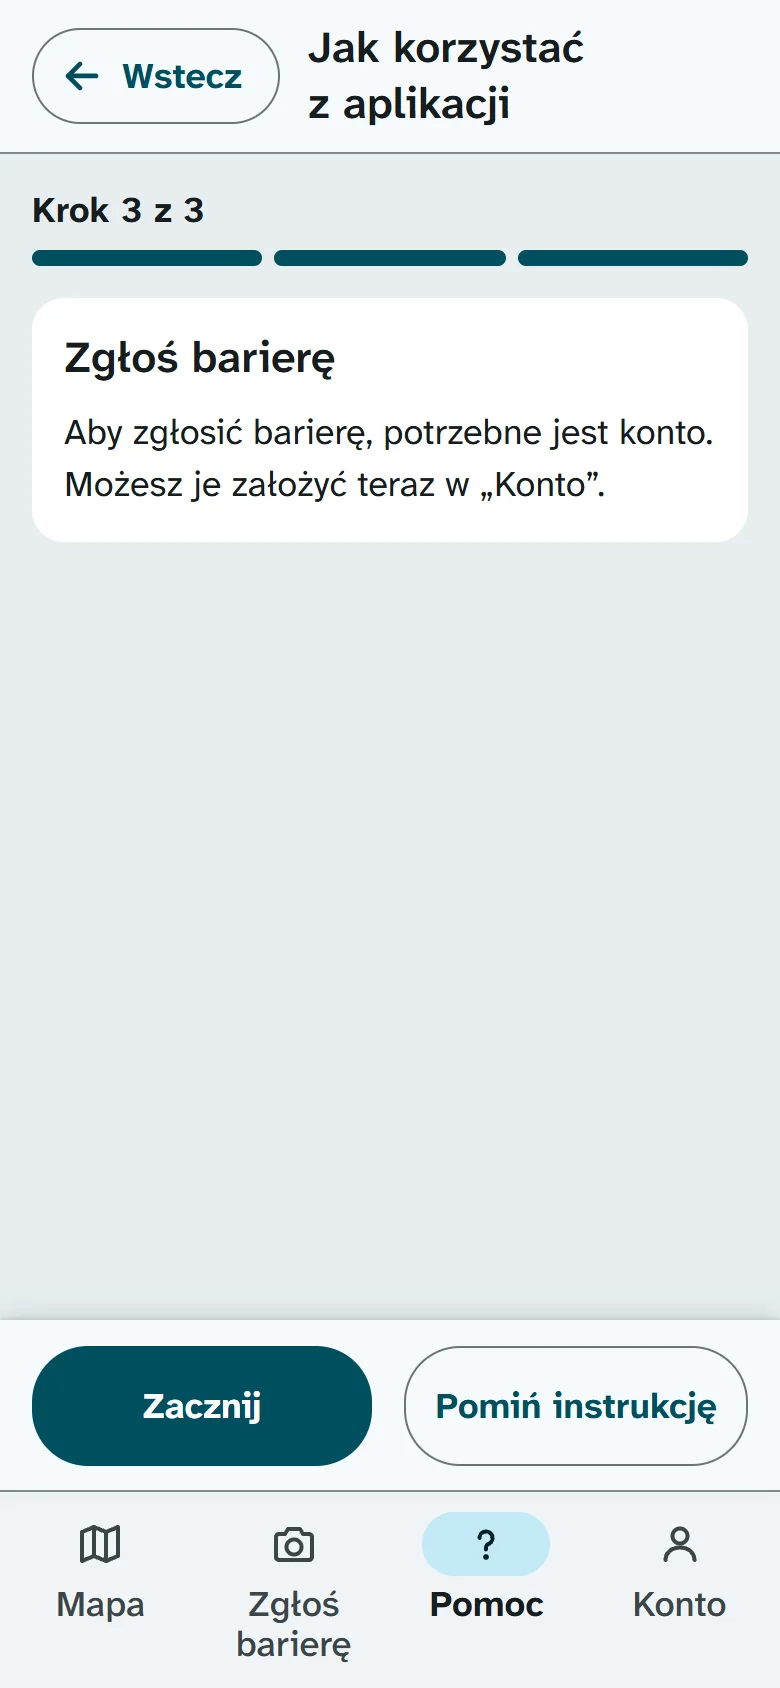 Wstecz
Jak korzystać
z aplikacji
Krok 3 z 3
Zgłoś barierę
Aby zgłosić barierę, potrzebne jest konto.
Możesz je założyć teraz w „Konto”.
Zacznij
Pomiń instrukcję
Mapa
Zgłoś
barierę
Pomoc
Konto